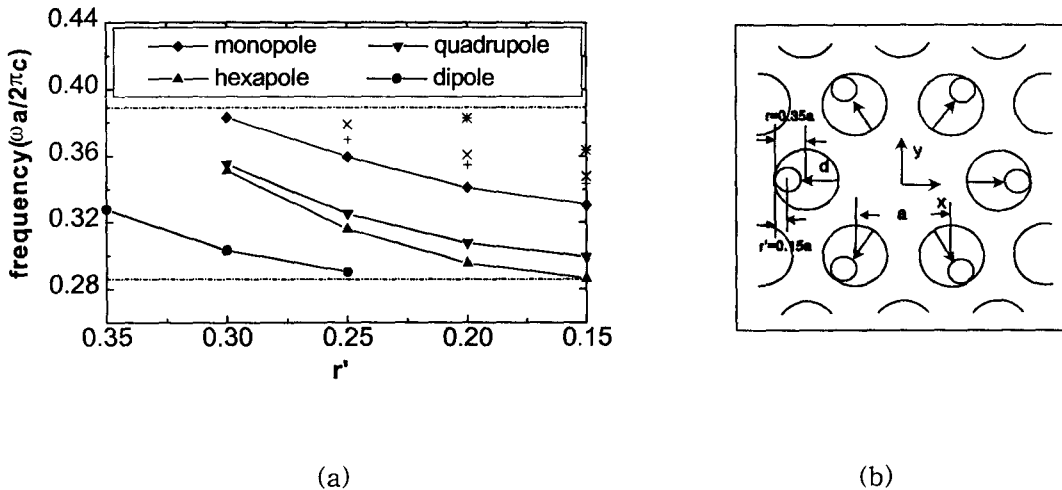 0.44
0.40
0.36
0.32
0.28
frequency(ωa/2πc)
monopole
quadrupole
hexapole
dipole
0.35 0.30 0.25 0.20 0.15
r'
r=0.35a
d
y
x
a
r'=0.15a
(a) (b)